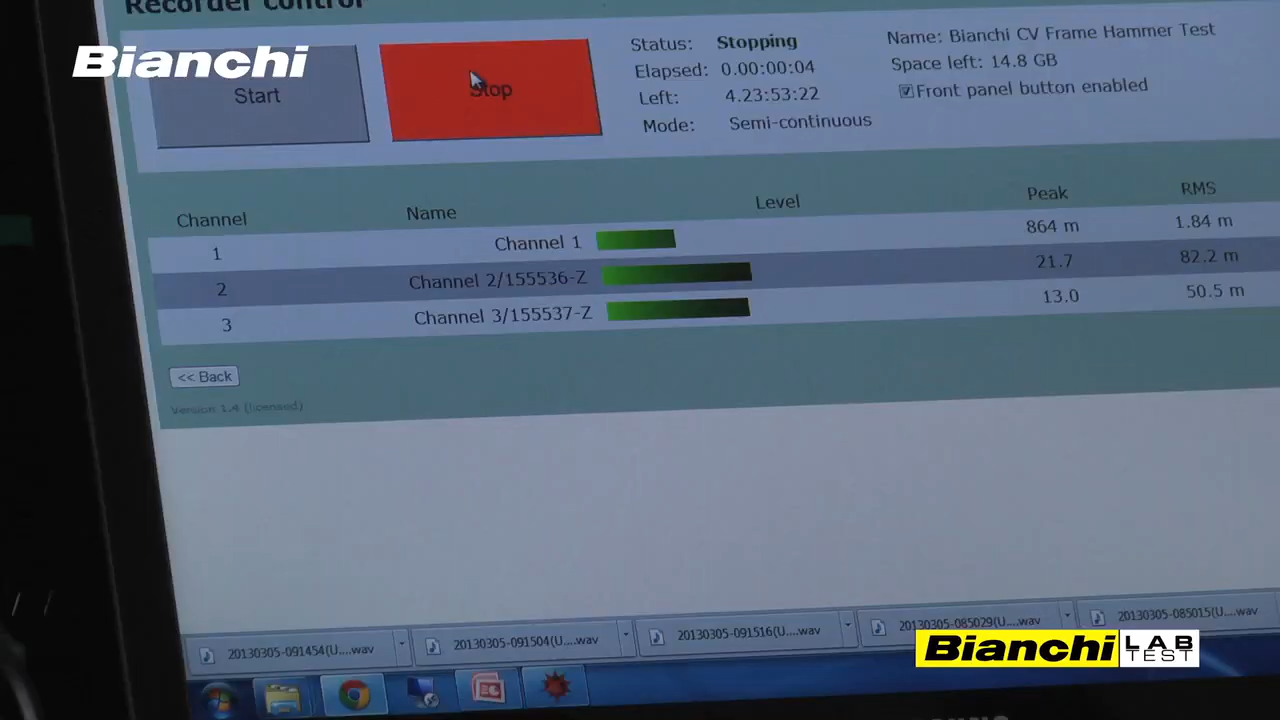 Recorder control
Bianchi
Start
Stop
Status: Stopping
Elapsed: 0.00:00:04
Left: 4.23:53:22
Mode: Semi-continuous
Name: Bianchi CV Frame Hammer Test
Space left: 14.8 GB
Front panel button enabled
Channel Name Level Peak RMS
1 Channel 1 864 m 1.84 m
2 Channel 2/155536-Z 21.7 82.2 m
3 Channel 3/155537-Z 13.0 50.5 m
<< Back
Version 1.4 (licensed)
20130305-091454(U....wav 20130305-091504(U....wav 20130305-091516(U....wav 20130305-085029(U....wav 20130305-085015(U....wav
Bianchi LAB TEST